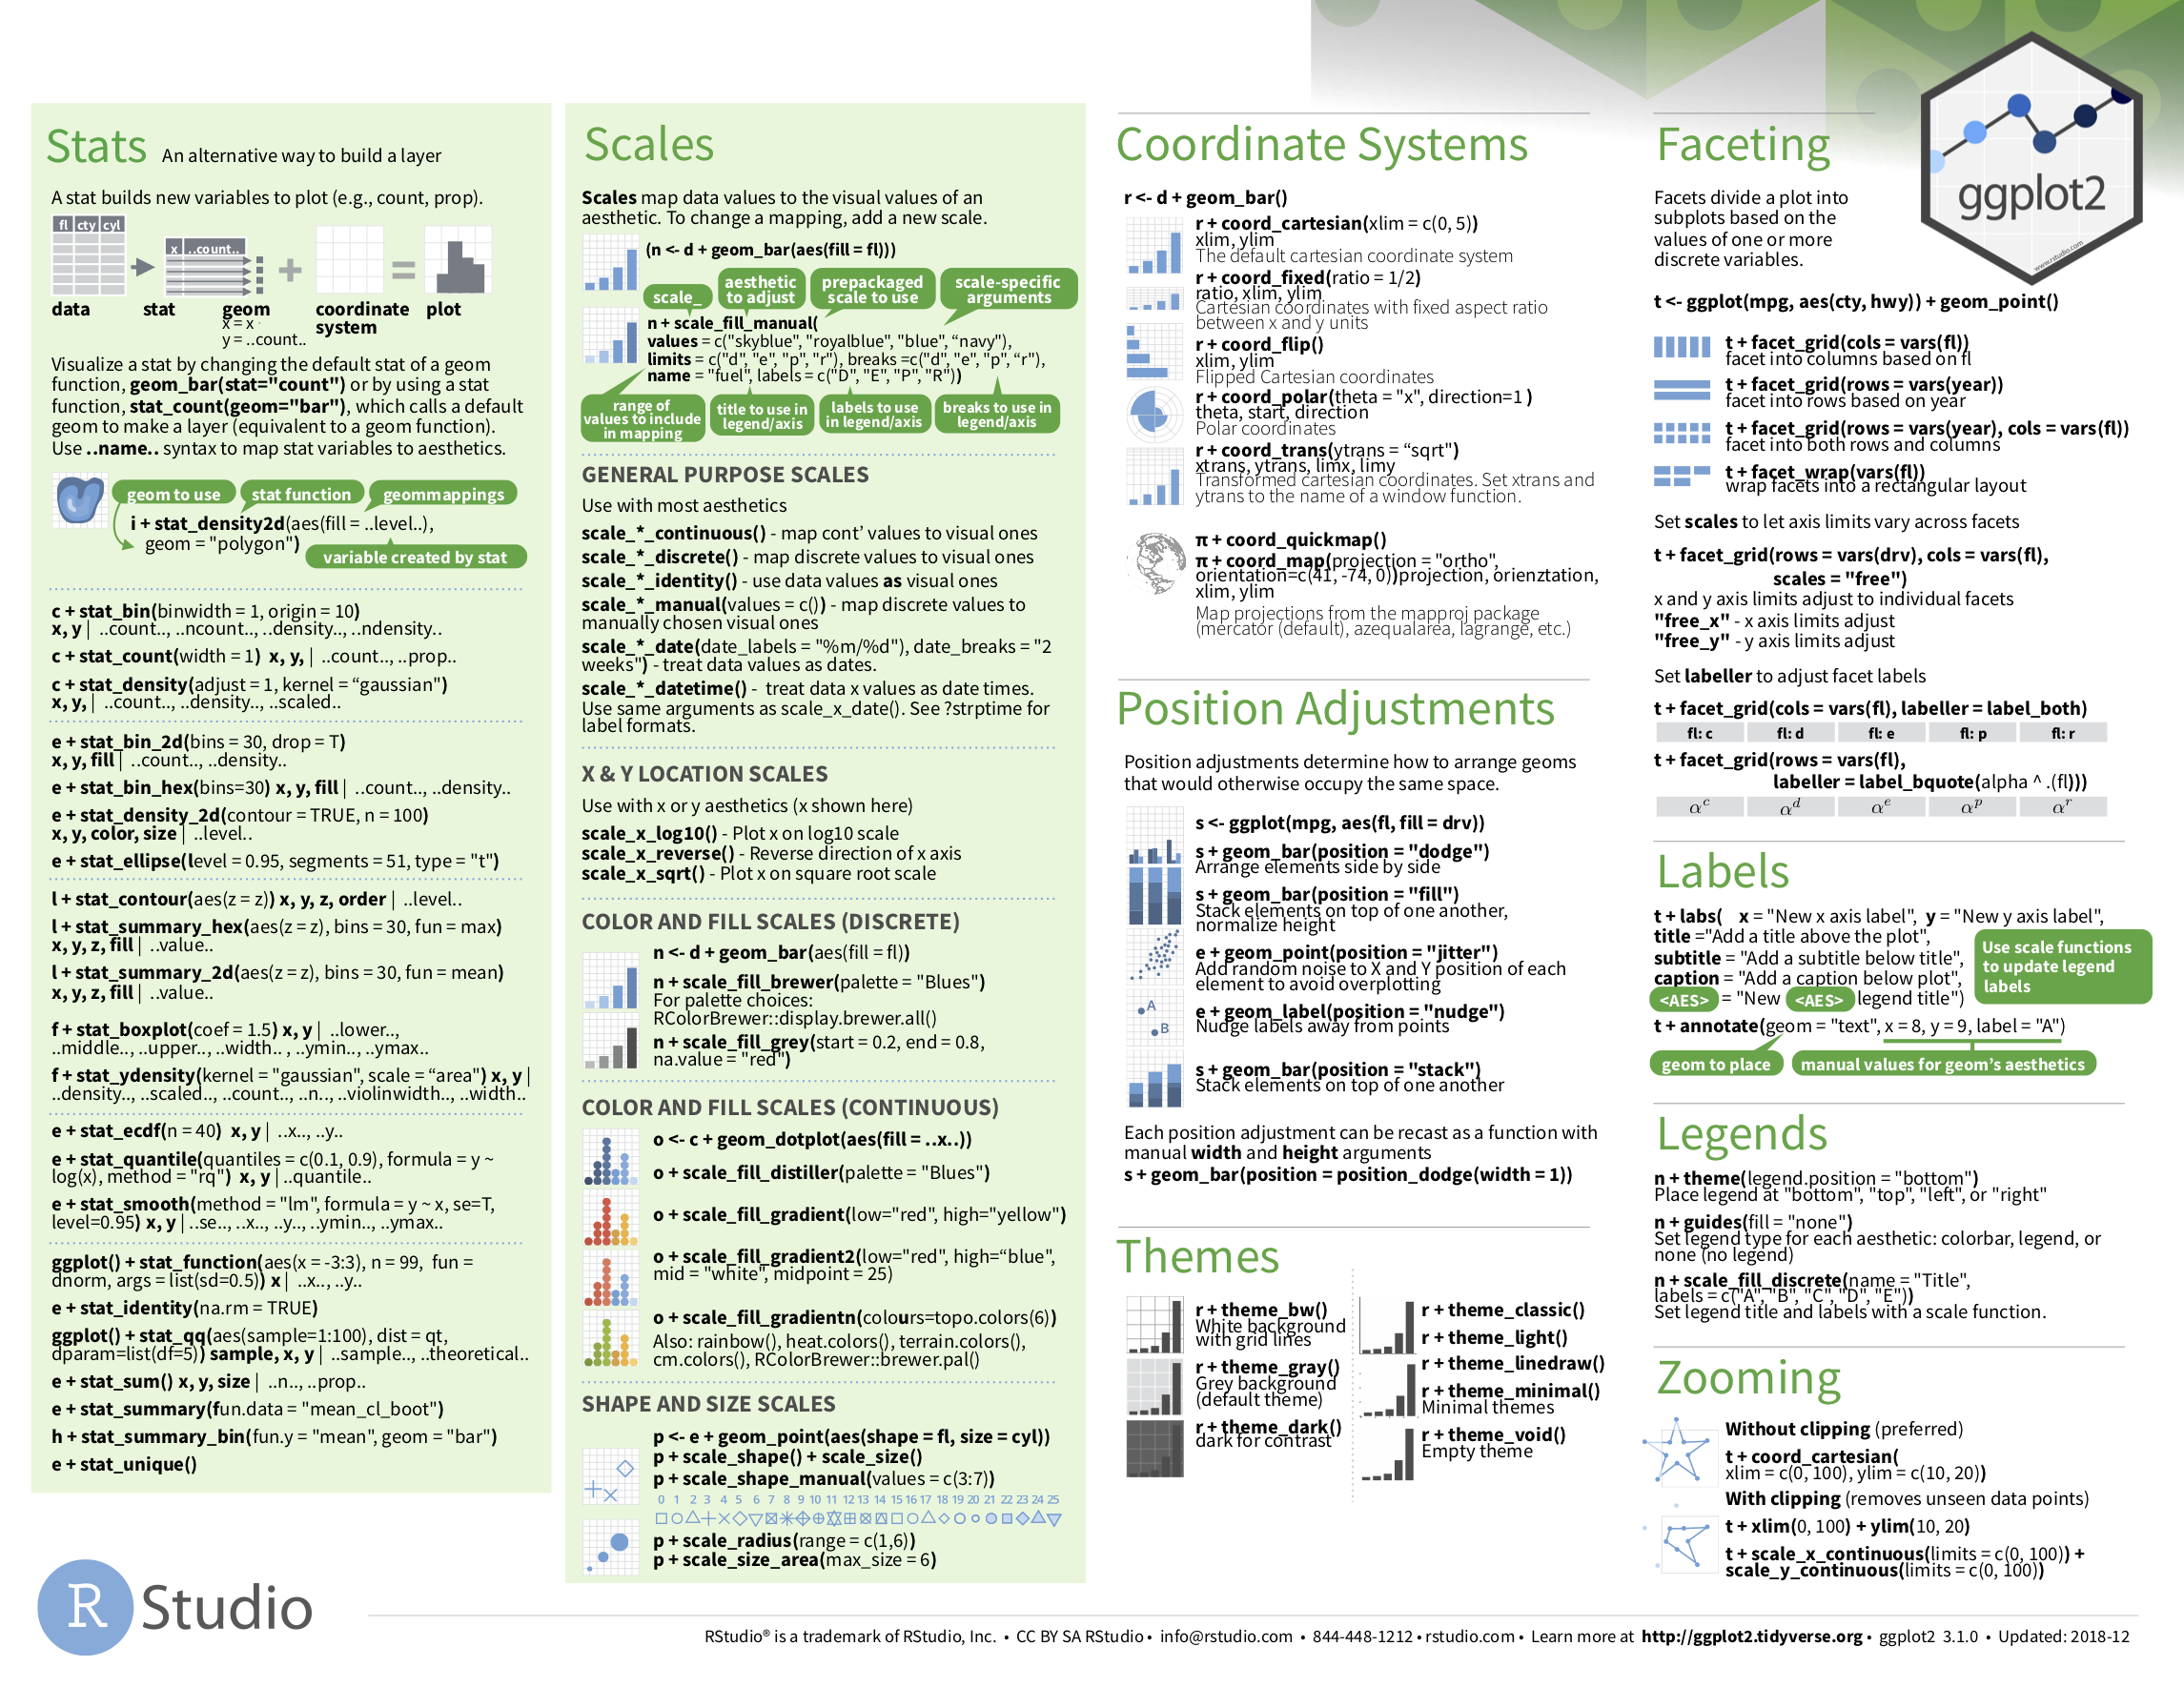 Stats An alternative way to build a layer
A stat builds new variables to plot (e.g., count, prop).
fl cty cyl
x ..count..
+ =
data stat geom coordinate plot
x = x · system
y = ..count..
Visualize a stat by changing the default stat of a geom
function, geom_bar(stat="count") or by using a stat
function, stat_count(geom="bar"), which calls a default
geom to make a layer (equivalent to a geom function).
Use ..name.. syntax to map stat variables to aesthetics.
geom to use stat function geommappings
i + stat_density2d(aes(fill = ..level..),
geom = "polygon")
variable created by stat
c + stat_bin(binwidth = 1, origin = 10)
x, y | ..count.., ..ncount.., ..density.., ..ndensity..
c + stat_count(width = 1) x, y, | ..count.., ..prop..
c + stat_density(adjust = 1, kernel = “gaussian")
x, y, | ..count.., ..density.., ..scaled..
e + stat_bin_2d(bins = 30, drop = T)
x, y, fill | ..count.., ..density..
e + stat_bin_hex(bins=30) x, y, fill | ..count.., ..density..
e + stat_density_2d(contour = TRUE, n = 100)
x, y, color, size | ..level..
e + stat_ellipse(level = 0.95, segments = 51, type = "t")
l + stat_contour(aes(z = z)) x, y, z, order | ..level..
l + stat_summary_hex(aes(z = z), bins = 30, fun = max)
x, y, z, fill | ..value..
l + stat_summary_2d(aes(z = z), bins = 30, fun = mean)
x, y, z, fill | ..value..
f + stat_boxplot(coef = 1.5) x, y | ..lower..,
..middle.., ..upper.., ..width.. , ..ymin.., ..ymax..
f + stat_ydensity(kernel = "gaussian", scale = “area") x, y |
..density.., ..scaled.., ..count.., ..n.., ..violinwidth.., ..width..
e + stat_ecdf(n = 40) x, y | ..x.., ..y..
e + stat_quantile(quantiles = c(0.1, 0.9), formula = y ~
log(x), method = "rq") x, y | ..quantile..
e + stat_smooth(method = "lm", formula = y ~ x, se=T,
level=0.95) x, y | ..se.., ..x.., ..y.., ..ymin.., ..ymax..
ggplot() + stat_function(aes(x = -3:3), n = 99, fun =
dnorm, args = list(sd=0.5)) x | ..x.., ..y..
e + stat_identity(na.rm = TRUE)
ggplot() + stat_qq(aes(sample=1:100), dist = qt,
dparam=list(df=5)) sample, x, y | ..sample.., ..theoretical..
e + stat_sum() x, y, size | ..n.., ..prop..
e + stat_summary(fun.data = "mean_cl_boot")
h + stat_summary_bin(fun.y = "mean", geom = "bar")
e + stat_unique()
Scales
Scales map data values to the visual values of an
aesthetic. To change a mapping, add a new scale.
(n <- d + geom_bar(aes(fill = fl)))
scale_ aesthetic to adjust prepackaged scale to use scale-specific arguments
n + scale_fill_manual(
values = c("skyblue", "royalblue", "blue", “navy"),
limits = c("d", "e", "p", "r"), breaks =c("d", "e", "p", “r"),
name = "fuel", labels = c("D", "E", "P", "R"))
range of values to include in mapping title to use in legend/axis labels to use in legend/axis breaks to use in legend/axis
GENERAL PURPOSE SCALES
Use with most aesthetics
scale_*_continuous() - map cont’ values to visual ones
scale_*_discrete() - map discrete values to visual ones
scale_*_identity() - use data values as visual ones
scale_*_manual(values = c()) - map discrete values to
manually chosen visual ones
scale_*_date(date_labels = "%m/%d"), date_breaks = "2
weeks") - treat data values as dates.
scale_*_datetime() - treat data x values as date times.
Use same arguments as scale_x_date(). See ?strptime for
label formats.
X & Y LOCATION SCALES
Use with x or y aesthetics (x shown here)
scale_x_log10() - Plot x on log10 scale
scale_x_reverse() - Reverse direction of x axis
scale_x_sqrt() - Plot x on square root scale
COLOR AND FILL SCALES (DISCRETE)
n <- d + geom_bar(aes(fill = fl))
n + scale_fill_brewer(palette = "Blues")
For palette choices:
RColorBrewer::display.brewer.all()
n + scale_fill_grey(start = 0.2, end = 0.8,
na.value = "red")
COLOR AND FILL SCALES (CONTINUOUS)
o <- c + geom_dotplot(aes(fill = ..x..))
o + scale_fill_distiller(palette = "Blues")
o + scale_fill_gradient(low="red", high="yellow")
o + scale_fill_gradient2(low="red", high=“blue",
mid = "white", midpoint = 25)
o + scale_fill_gradientn(colours=topo.colors(6))
Also: rainbow(), heat.colors(), terrain.colors(),
cm.colors(), RColorBrewer::brewer.pal()
SHAPE AND SIZE SCALES
p <- e + geom_point(aes(shape = fl, size = cyl))
p + scale_shape() + scale_size()
p + scale_shape_manual(values = c(3:7))
0 1 2 3 4 5 6 7 8 9 10 11 12 13 14 15 16 17 18 19 20 21 22 23 24 25
p + scale_radius(range = c(1,6))
p + scale_size_area(max_size = 6)
Coordinate Systems
r <- d + geom_bar()
r + coord_cartesian(xlim = c(0, 5))
xlim, ylim
The default cartesian coordinate system
r + coord_fixed(ratio = 1/2)
ratio, xlim, ylim
Cartesian coordinates with fixed aspect ratio
between x and y units
r + coord_flip()
xlim, ylim
Flipped Cartesian coordinates
r + coord_polar(theta = "x", direction=1 )
theta, start, direction
Polar coordinates
r + coord_trans(ytrans = “sqrt")
xtrans, ytrans, limx, limy
Transformed cartesian coordinates. Set xtrans and
ytrans to the name of a window function.
π + coord_quickmap()
π + coord_map(projection = "ortho",
orientation=c(41, -74, 0))projection, orienztation,
xlim, ylim
Map projections from the mapproj package
(mercator (default), azequalarea, lagrange, etc.)
Position Adjustments
Position adjustments determine how to arrange geoms
that would otherwise occupy the same space.
s <- ggplot(mpg, aes(fl, fill = drv))
s + geom_bar(position = "dodge")
Arrange elements side by side
s + geom_bar(position = "fill")
Stack elements on top of one another,
normalize height
e + geom_point(position = "jitter")
Add random noise to X and Y position of each
element to avoid overplotting
A
B
e + geom_label(position = "nudge")
Nudge labels away from points
s + geom_bar(position = "stack")
Stack elements on top of one another
Each position adjustment can be recast as a function with
manual width and height arguments
s + geom_bar(position = position_dodge(width = 1))
Themes
r + theme_bw()
White background
with grid lines
r + theme_gray()
Grey background
(default theme)
r + theme_dark()
dark for contrast
r + theme_classic()
r + theme_light()
r + theme_linedraw()
r + theme_minimal()
Minimal themes
r + theme_void()
Empty theme
Faceting
Facets divide a plot into
subplots based on the
values of one or more
discrete variables.
ggplot2
www.rstudio.com
t <- ggplot(mpg, aes(cty, hwy)) + geom_point()
t + facet_grid(cols = vars(fl))
facet into columns based on fl
t + facet_grid(rows = vars(year))
facet into rows based on year
t + facet_grid(rows = vars(year), cols = vars(fl))
facet into both rows and columns
t + facet_wrap(vars(fl))
wrap facets into a rectangular layout
Set scales to let axis limits vary across facets
t + facet_grid(rows = vars(drv), cols = vars(fl),
scales = "free")
x and y axis limits adjust to individual facets
"free_x" - x axis limits adjust
"free_y" - y axis limits adjust
Set labeller to adjust facet labels
t + facet_grid(cols = vars(fl), labeller = label_both)
fl: c fl: d fl: e fl: p fl: r
t + facet_grid(rows = vars(fl),
labeller = label_bquote(alpha ^ .(fl)))
αᶜ αᵈ αᵉ αᵖ αʳ
Labels
t + labs( x = "New x axis label", y = "New y axis label",
title ="Add a title above the plot",
subtitle = "Add a subtitle below title",
caption = "Add a caption below plot",
<AES> = "New <AES> legend title")
Use scale functions
to update legend
labels
t + annotate(geom = "text", x = 8, y = 9, label = "A")
geom to place manual values for geom’s aesthetics
Legends
n + theme(legend.position = "bottom")
Place legend at "bottom", "top", "left", or "right"
n + guides(fill = "none")
Set legend type for each aesthetic: colorbar, legend, or
none (no legend)
n + scale_fill_discrete(name = "Title",
labels = c("A", "B", "C", "D", "E"))
Set legend title and labels with a scale function.
Zooming
Without clipping (preferred)
t + coord_cartesian(
xlim = c(0, 100), ylim = c(10, 20))
With clipping (removes unseen data points)
t + xlim(0, 100) + ylim(10, 20)
t + scale_x_continuous(limits = c(0, 100)) +
scale_y_continuous(limits = c(0, 100))
R Studio
RStudio® is a trademark of RStudio, Inc. • CC BY SA RStudio • info@rstudio.com • 844-448-1212 • rstudio.com • Learn more at http://ggplot2.tidyverse.org • ggplot2 3.1.0 • Updated: 2018-12